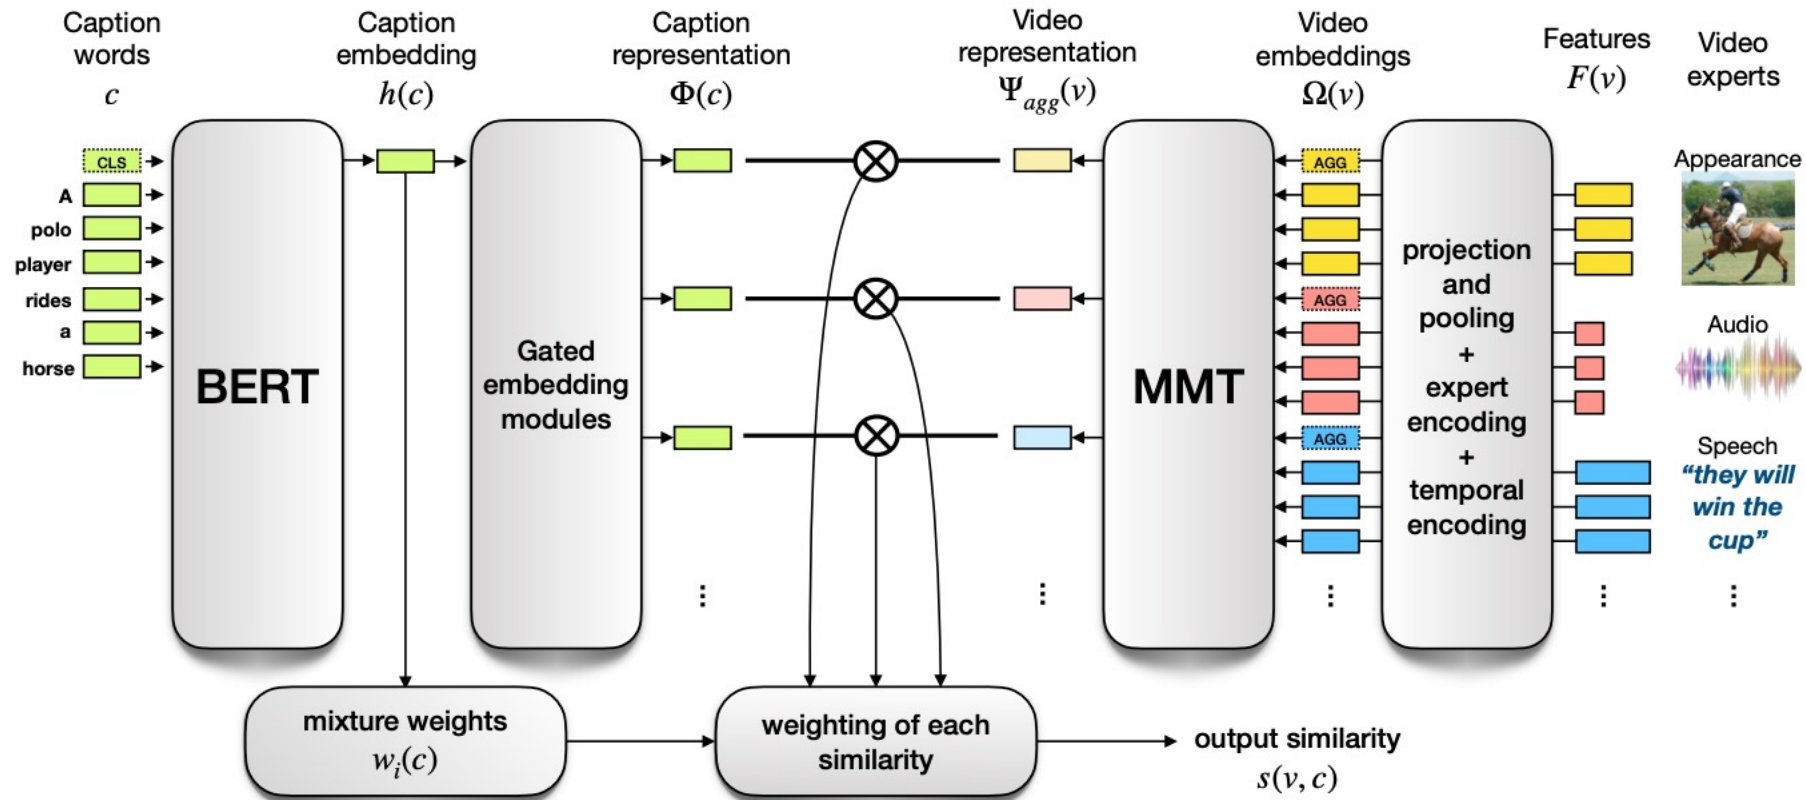 Caption
words
c
Caption
embedding
h(c)
Caption
representation
Φ(c)
Video
representation
Ψagg(v)
Video
embeddings
Ω(v)
Features
F(v)
Video
experts
CLS
A
polo
player
rides
a
horse
BERT
Gated
embedding
modules
MMT
AGG
AGG
AGG
projection
and
pooling
+
expert
encoding
+
temporal
encoding
Appearance
Audio
Speech
“they will
win the
cup”
...
...
...
...
...
mixture weights
wi(c)
weighting of each
similarity
output similarity
s(v, c)